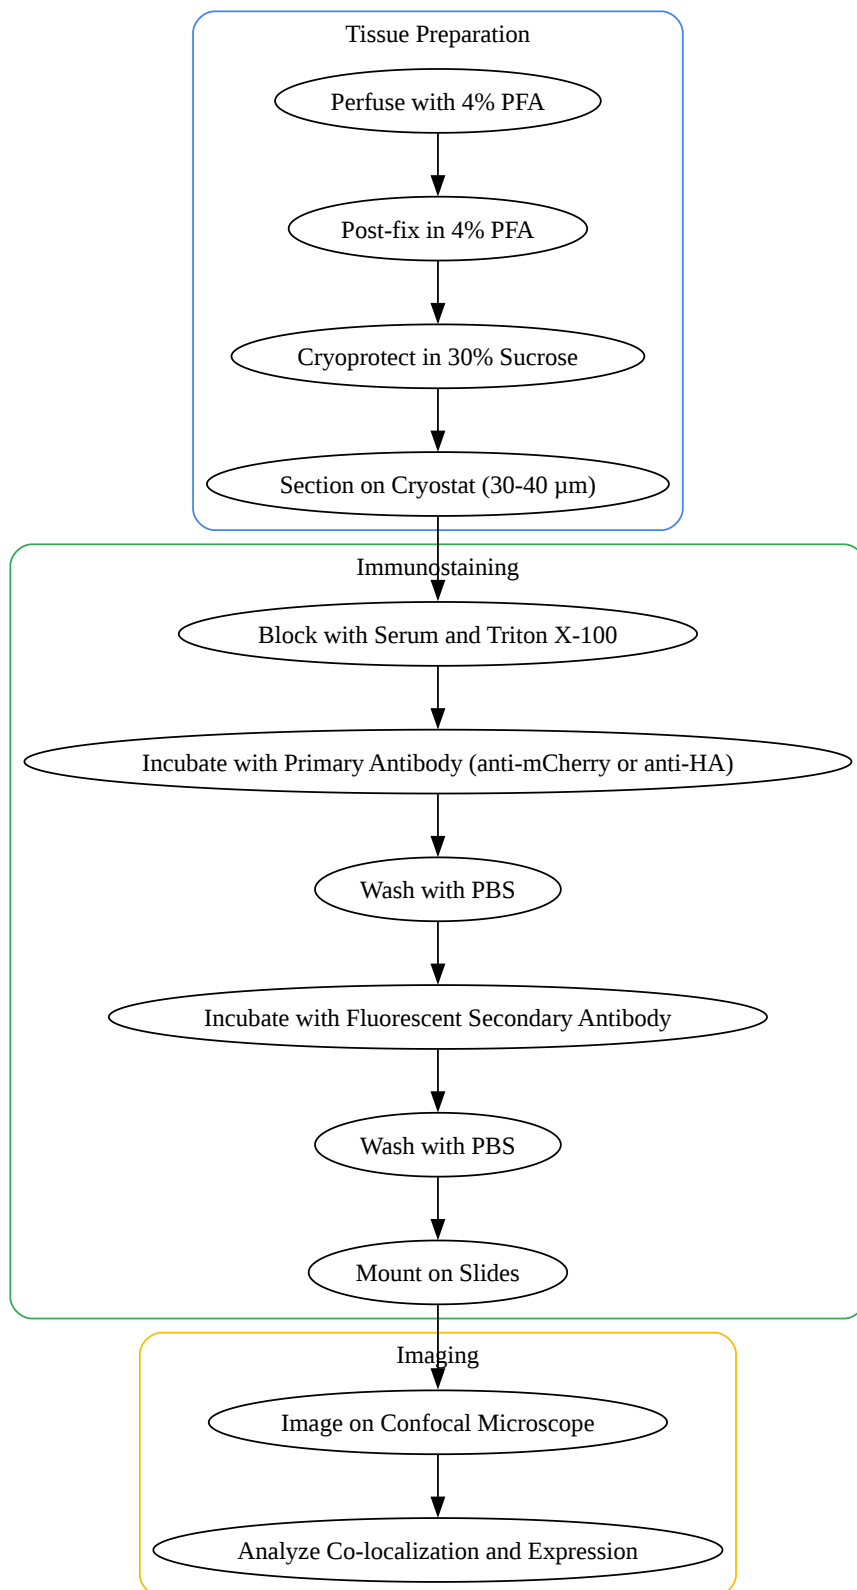 Tissue Preparation
Perfuse with 4% PFA
Post-fix in 4% PFA
Cryoprotect in 30% Sucrose
Section on Cryostat (30-40 µm)
Immunostaining
Block with Serum and Triton X-100
Incubate with Primary Antibody (anti-mCherry or anti-HA)
Wash with PBS
Incubate with Fluorescent Secondary Antibody
Wash with PBS
Mount on Slides
Imaging
Image on Confocal Microscope
Analyze Co-localization and Expression